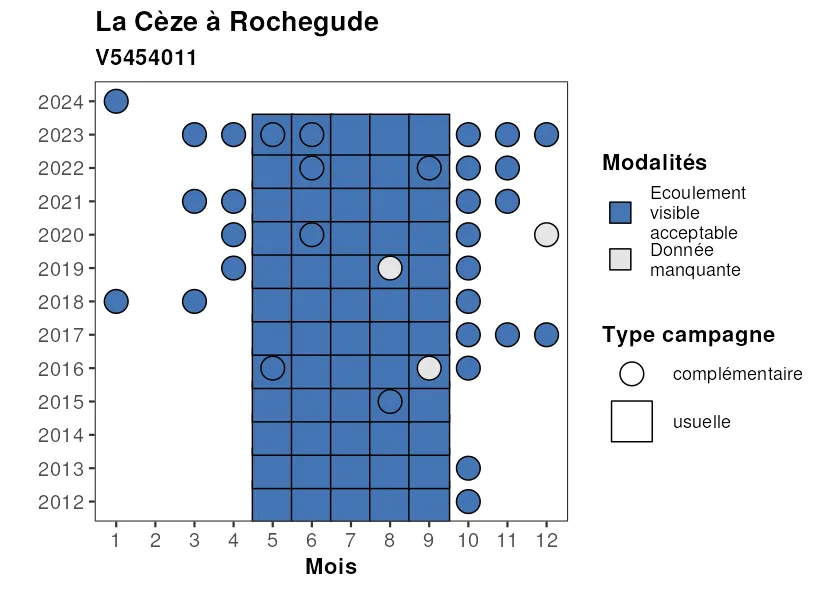 La Cèze à Rochegude
V5454011
2024
2023
2022
2021
2020
2019
2018
2017
2016
2015
2014
2013
2012
1 2 3 4 5 6 7 8 9 10 11 12
Mois
Modalités
Ecoulement
visible
acceptable
Donnée
manquante
Type campagne
complémentaire
usuelle